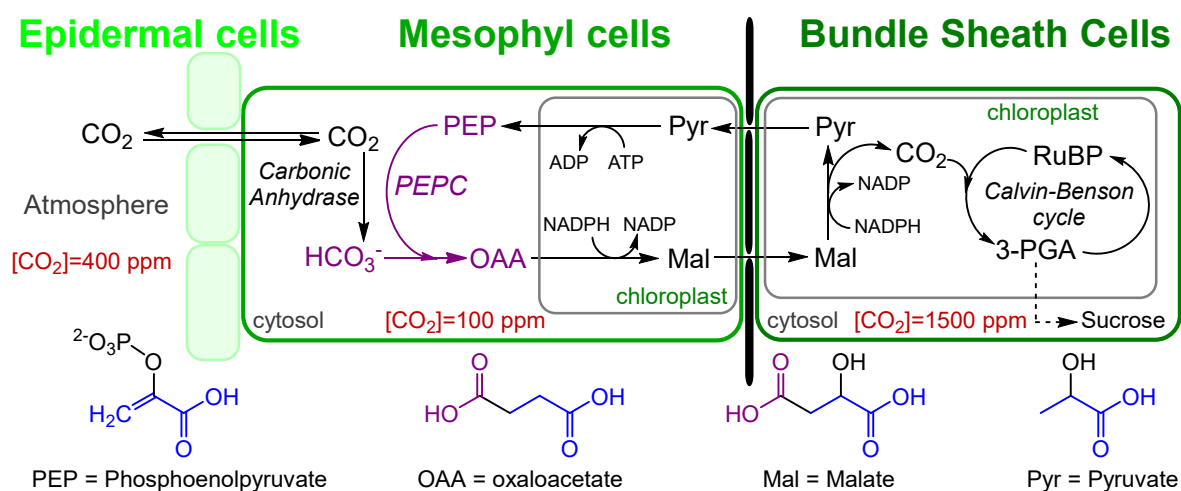 Epidermal cells
Mesophyl cells
Bundle Sheath Cells
chloroplast
CO2
CO2
PEP
Pyr
Pyr
CO2
RuBP
ADP
ATP
Carbonic
Anhydrase
PEPC
NADP
Calvin-Benson
cycle
Atmosphere
NADPH
NADP
NADPH
[CO2]=400 ppm
HCO3-
OAA
Mal
Mal
3-PGA
chloroplast
cytosol
[CO2]=100 ppm
cytosol
[CO2]=1500 ppm
Sucrose
2-O3P
O
H2C
OH
O
O
HO
OH
O
O
OH
HO
OH
O
OH
OH
O
PEP = Phosphoenolpyruvate
OAA = oxaloacetate
Mal = Malate
Pyr = Pyruvate